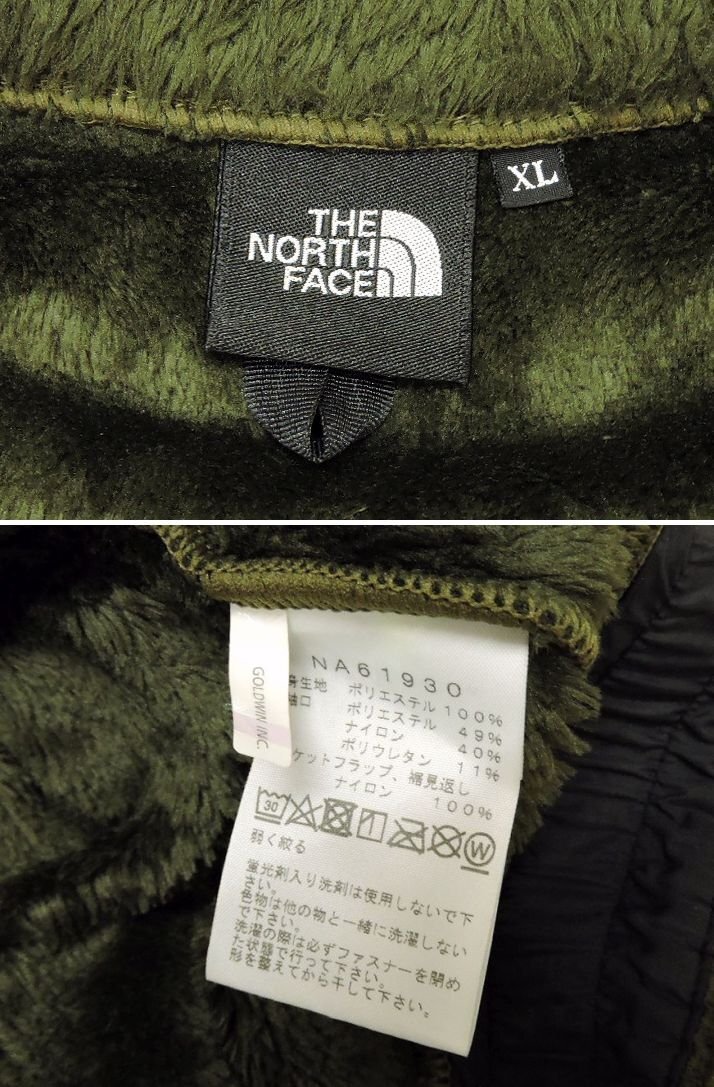 THE
NORTH
FACE
XL
GOLDWIN INC.
NA61930
身生地 ポリエステル 100%
袖口 ポリエステル 49%
ナイロン 40%
ポリウレタン 11%
ケットフラップ、裾見返し
ナイロン 100%
30
W
弱く絞る
蛍光剤入り洗剤は使用しないで下
さい。
色物は他の物と一緒に洗濯しない
で下さい。
洗濯の際は必ずファスナーを閉め
た状態で行って下さい。
形を整えてから干して下さい。